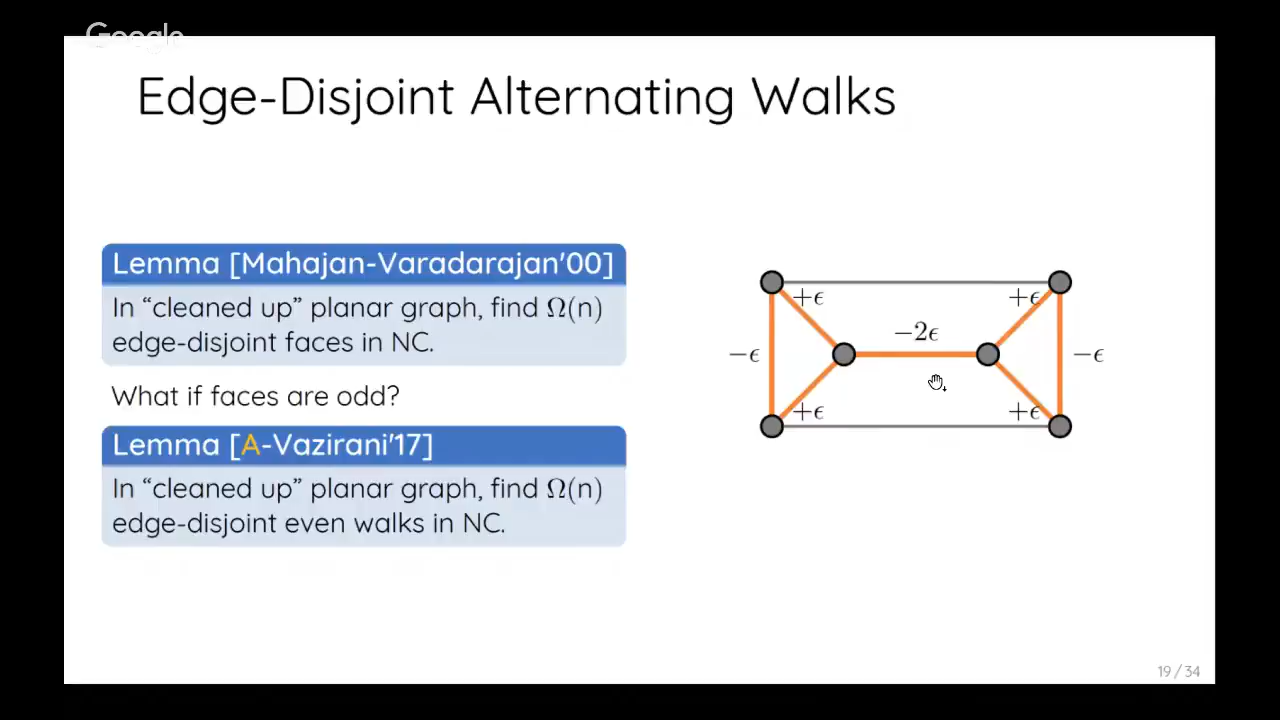 Google
Edge-Disjoint Alternating Walks
Lemma [Mahajan-Varadarajan'00]
In “cleaned up” planar graph, find Ω(n)
edge-disjoint faces in NC.
What if faces are odd?
Lemma [A-Vazirani'17]
In “cleaned up” planar graph, find Ω(n)
edge-disjoint even walks in NC.
+ϵ +ϵ
−2ϵ
−ϵ −ϵ
+ϵ +ϵ
19 / 34